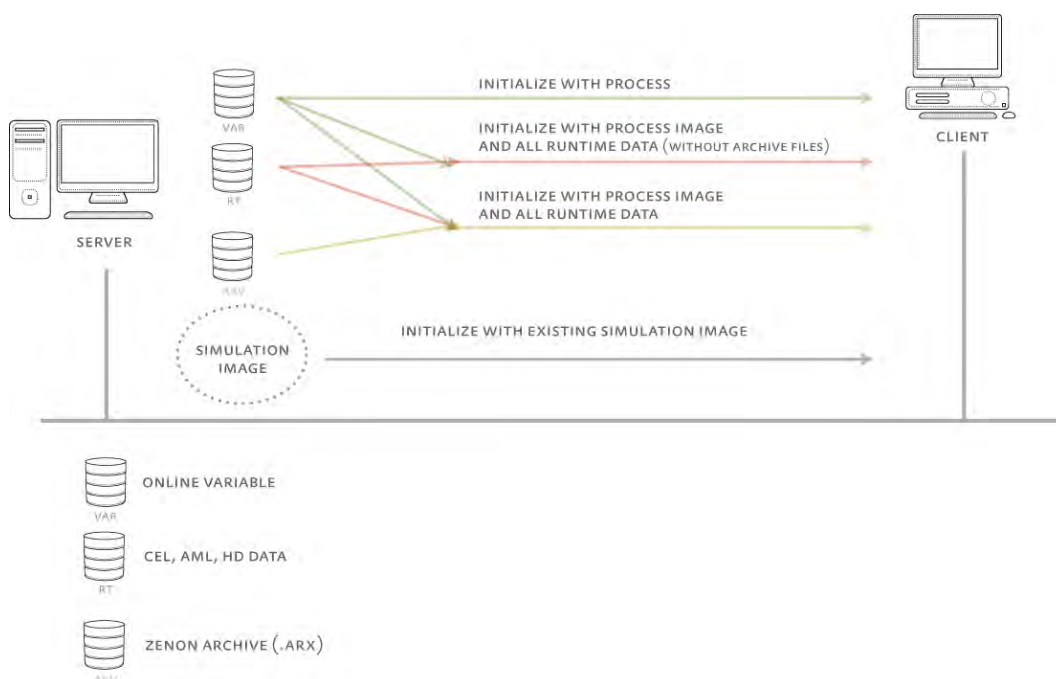 INITIALIZE WITH PROCESS
VAR
INITIALIZE WITH PROCESS IMAGE
AND ALL RUNTIME DATA (WITHOUT ARCHIVE FILES)
CLIENT
RT
INITIALIZE WITH PROCESS IMAGE
AND ALL RUNTIME DATA
SERVER
INITIALIZE WITH EXISTING SIMULATION IMAGE
SIMULATION
IMAGE
ONLINE VARIABLE
VAR
CEL, AML, HD DATA
RT
ZENON ARCHIVE (.ARX)